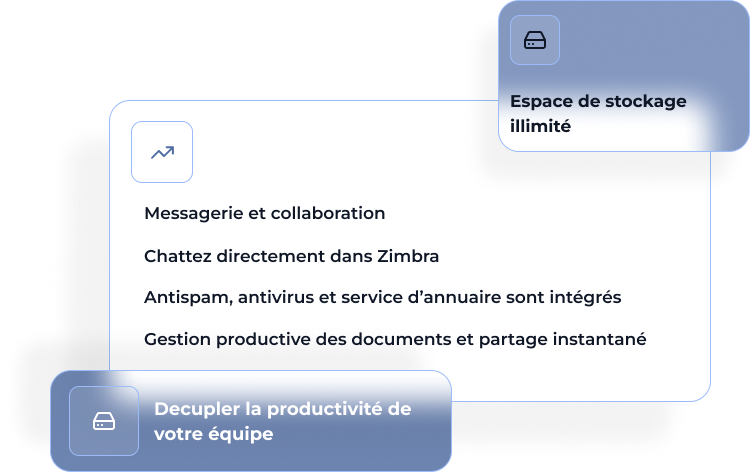 Espace de stockage
illimité
Messagerie et collaboration
Chattez directement dans Zimbra
Antispam, antivirus et service d’annuaire sont intégrés
Gestion productive des documents et partage instantané
Decupler la productivité de
votre équipe